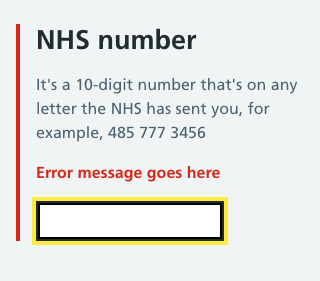 NHS number
It's a 10-digit number that's on any
letter the NHS has sent you, for
example, 485 777 3456
Error message goes here